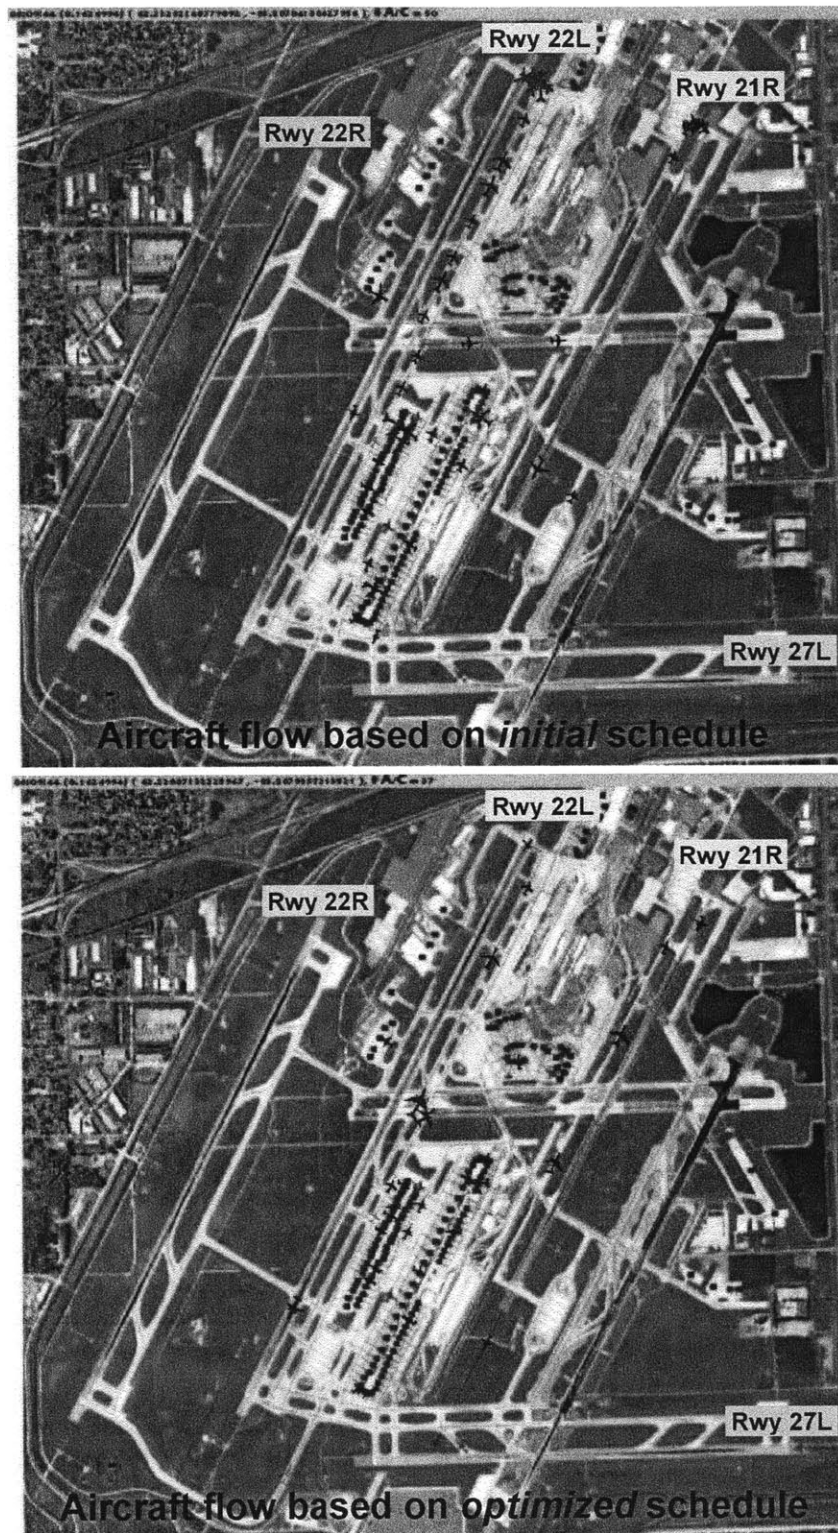 Rwy 22L
Rwy 21R
Rwy 22R
Rwy 27L
Aircraft flow based on initial schedule
Rwy 22L
Rwy 21R
Rwy 22R
Rwy 27L
Aircraft flow based on optimized schedule